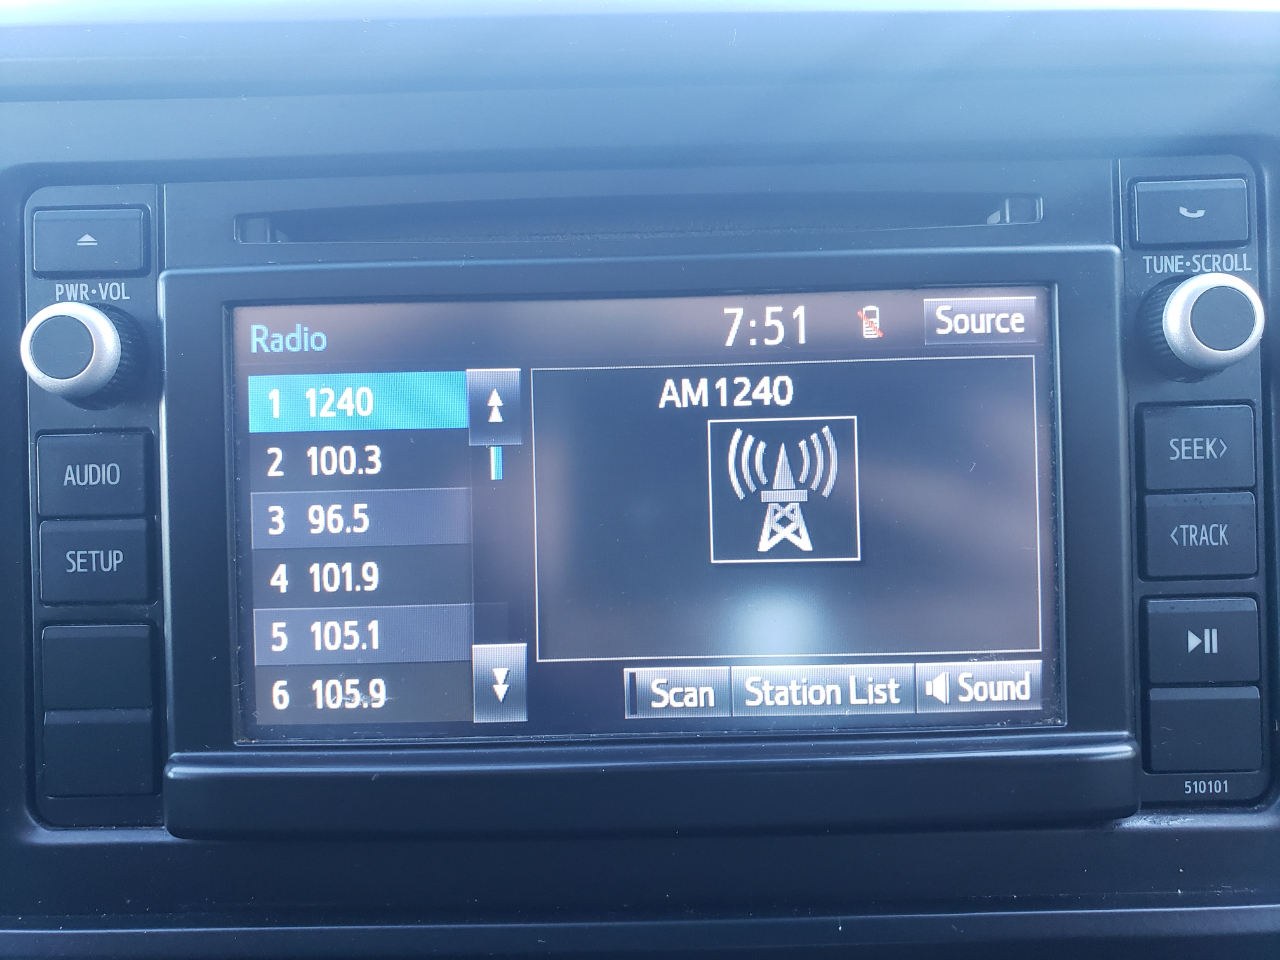 PWR•VOL
AUDIO
SETUP
Radio
7:51
Source
1 1240
2 100.3
3 96.5
4 101.9
5 105.1
6 105.9
AM1240
Scan
Station List
Sound
TUNE•SCROLL
SEEK>
<TRACK
510101